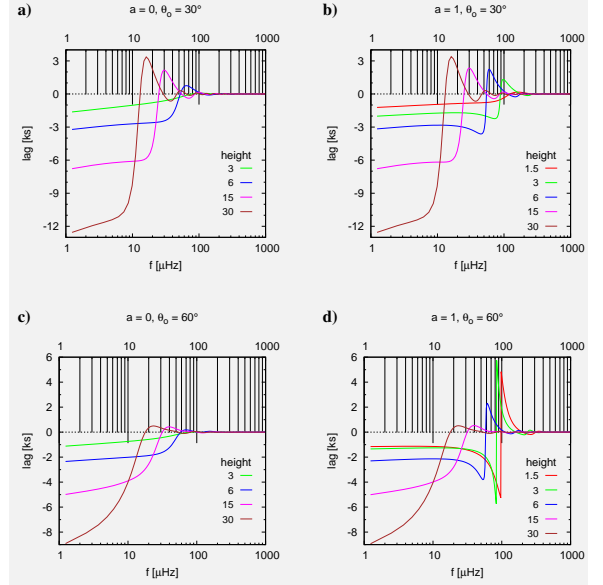 a) a = 0, θo = 30° b) a = 1, θo = 30°
1 10 100 1000 1 10 100 1000
3
0
-3
-6
-9
-12
lag [ks]
height
3
6
15
30
1 10 100 1000
f [μHz]
3
0
-3
-6
-9
-12
lag [ks]
height
1.5
3
6
15
30
1 10 100 1000
f [μHz]
c) a = 0, θo = 60° d) a = 1, θo = 60°
1 10 100 1000 1 10 100 1000
6
4
2
0
-2
-4
-6
-8
lag [ks]
height
3
6
15
30
1 10 100 1000
f [μHz]
6
4
2
0
-2
-4
-6
-8
lag [ks]
height
1.5
3
6
15
30
1 10 100 1000
f [μHz]